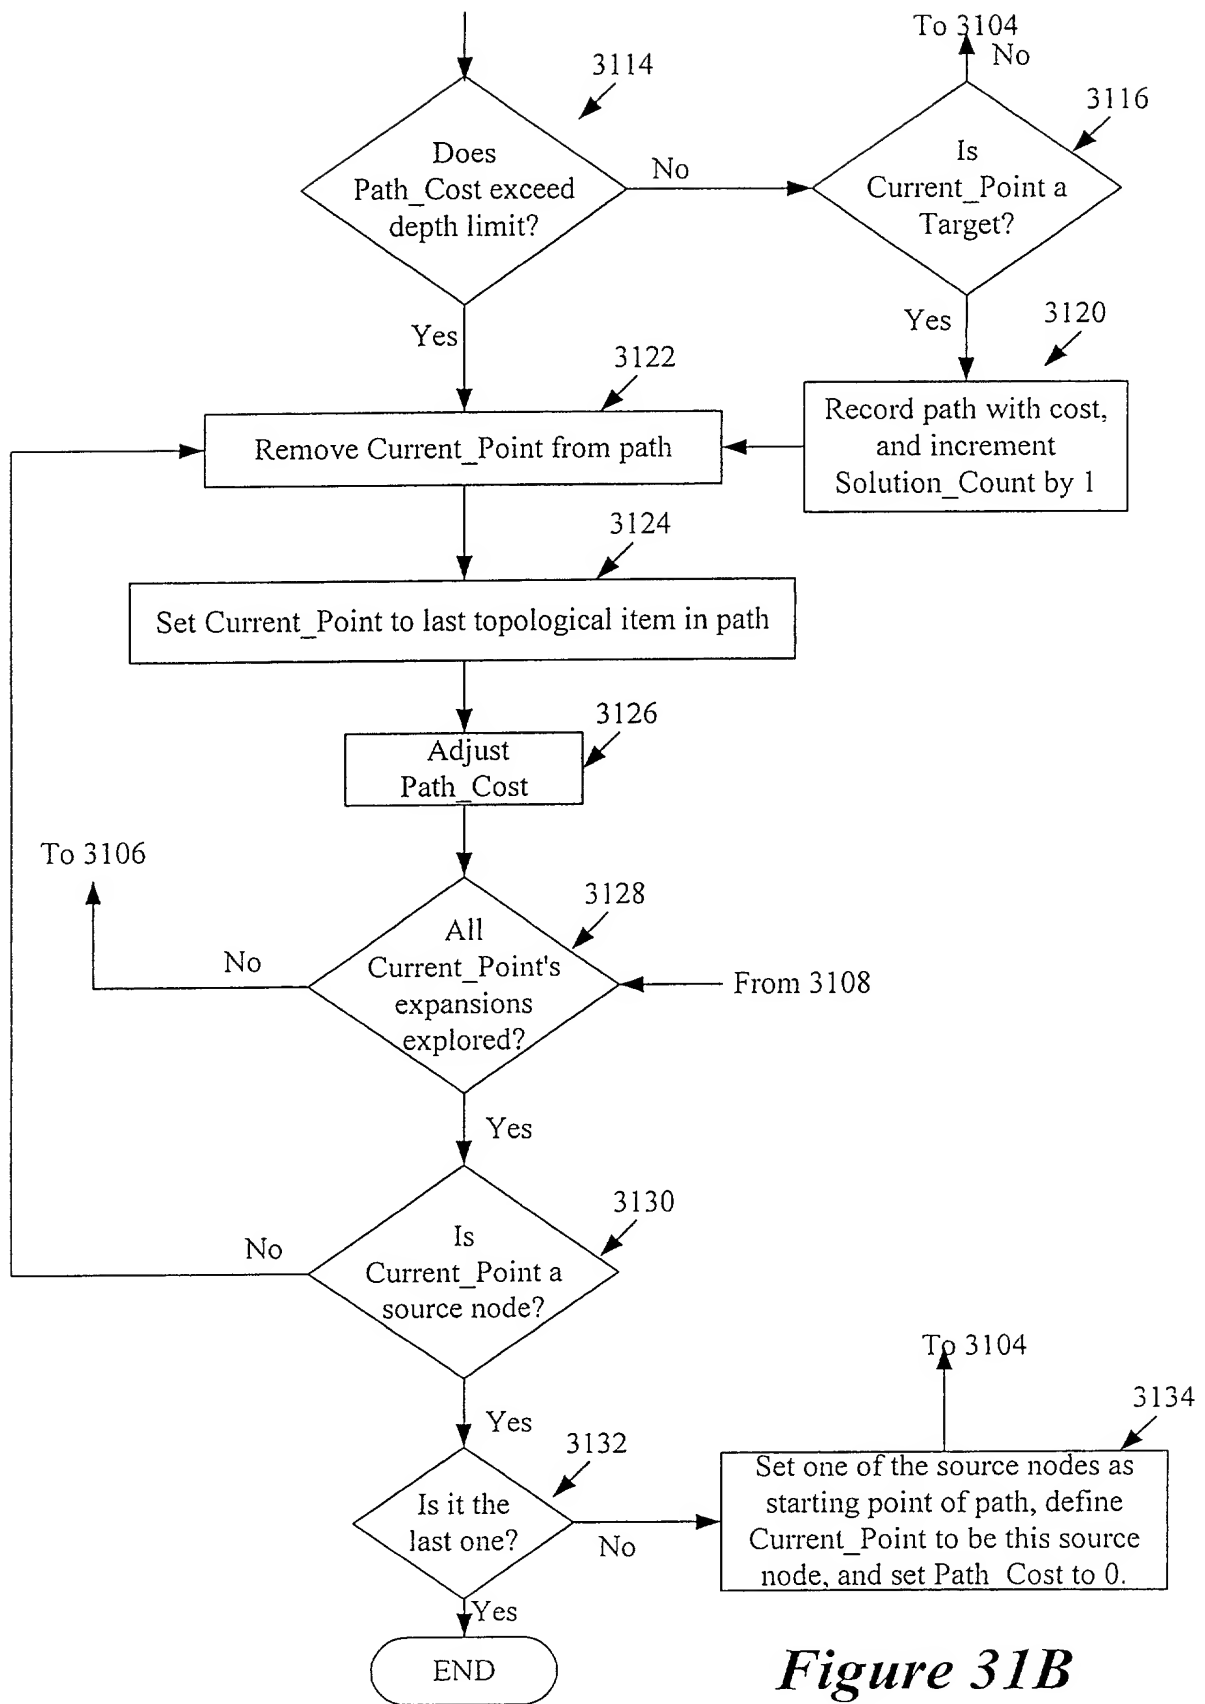 To 3104
No
3114
3116
Does
Path_Cost exceed
depth limit?
No
Is
Current_Point a
Target?
Yes
Yes
3120
3122
Record path with cost,
and increment
Solution_Count by 1
Remove Current_Point from path
3124
Set Current_Point to last topological item in path
3126
Adjust
Path_Cost
To 3106
3128
All
Current_Point's
expansions
explored?
No
From 3108
Yes
3130
Is
Current_Point a
source node?
No
To 3104
Yes
3134
3132
Is it the
last one?
No
Set one of the source nodes as
starting point of path, define
Current_Point to be this source
node, and set Path_Cost to 0.
Yes
END
Figure 31B